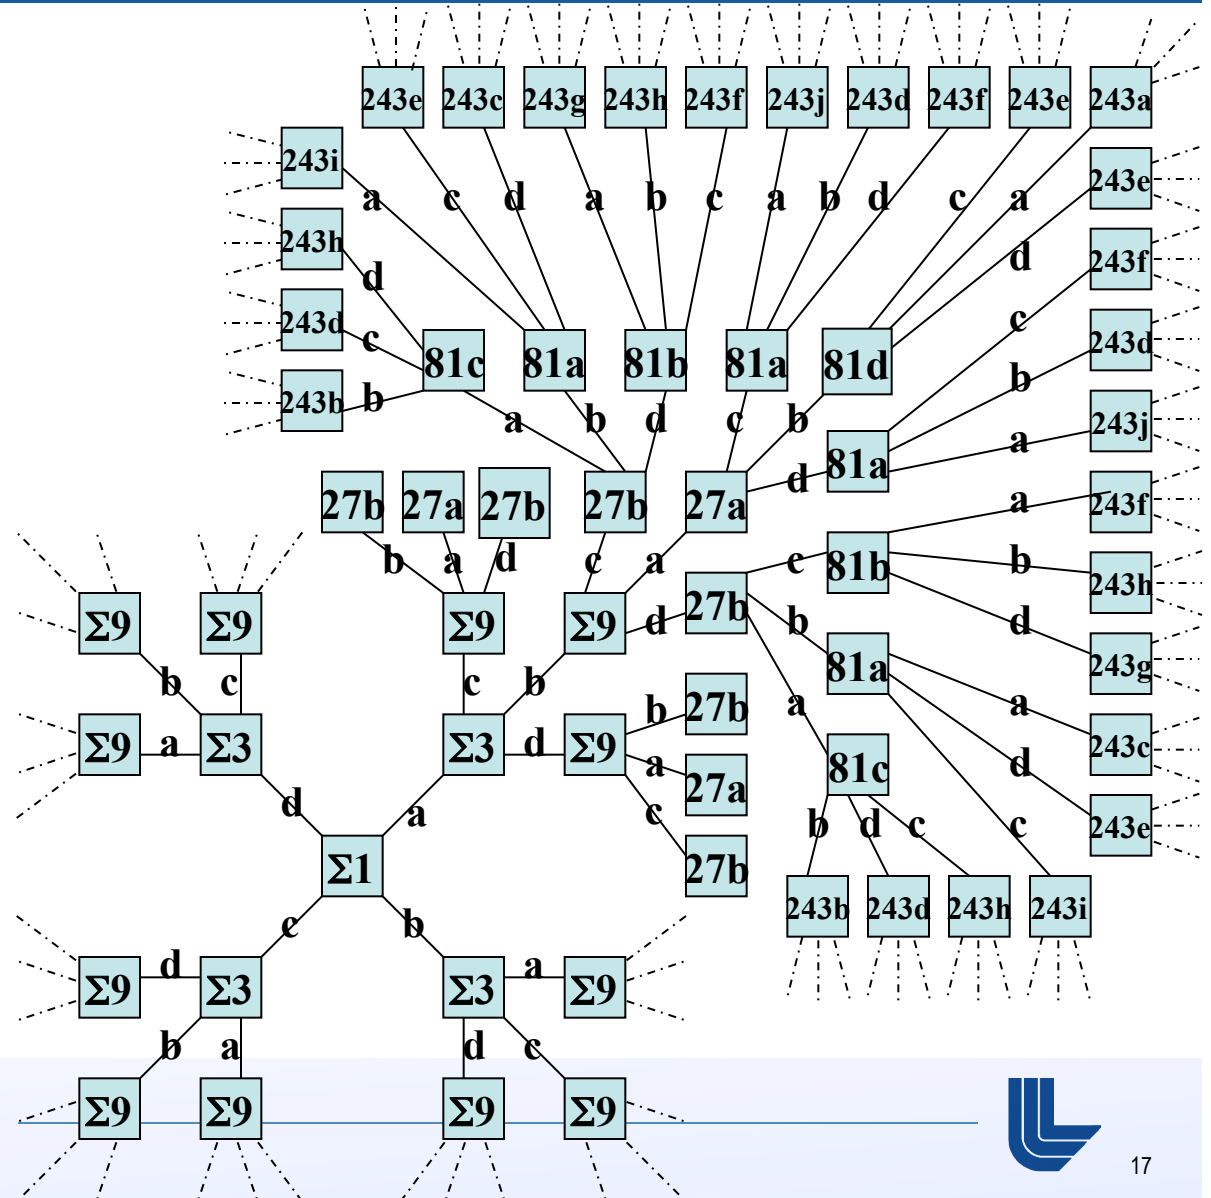 243e 243c 243g 243h 243f 243j 243d 243f 243e 243a
243i 243e
a c d a b c a b d c a
243h 243f
d d
243d 243d
c 81c 81a 81b 81a 81d c
243b b b 243j
a b d c b 81a a
27b 27a 27b 27b 27a d a 243f
b a d c a c 81b b 243h
Σ9 Σ9 Σ9 Σ9 d 27b b d 243g
b c c b 81a
Σ9 a Σ3 Σ3 d Σ9 b 27b a a 243c
a 27a 81c d
d a c b d c c 243e
Σ1 27b
243b 243d 243h 243i
c b
Σ9 d Σ3 Σ3 a Σ9
b a d c
Σ9 Σ9 Σ9 Σ9
17